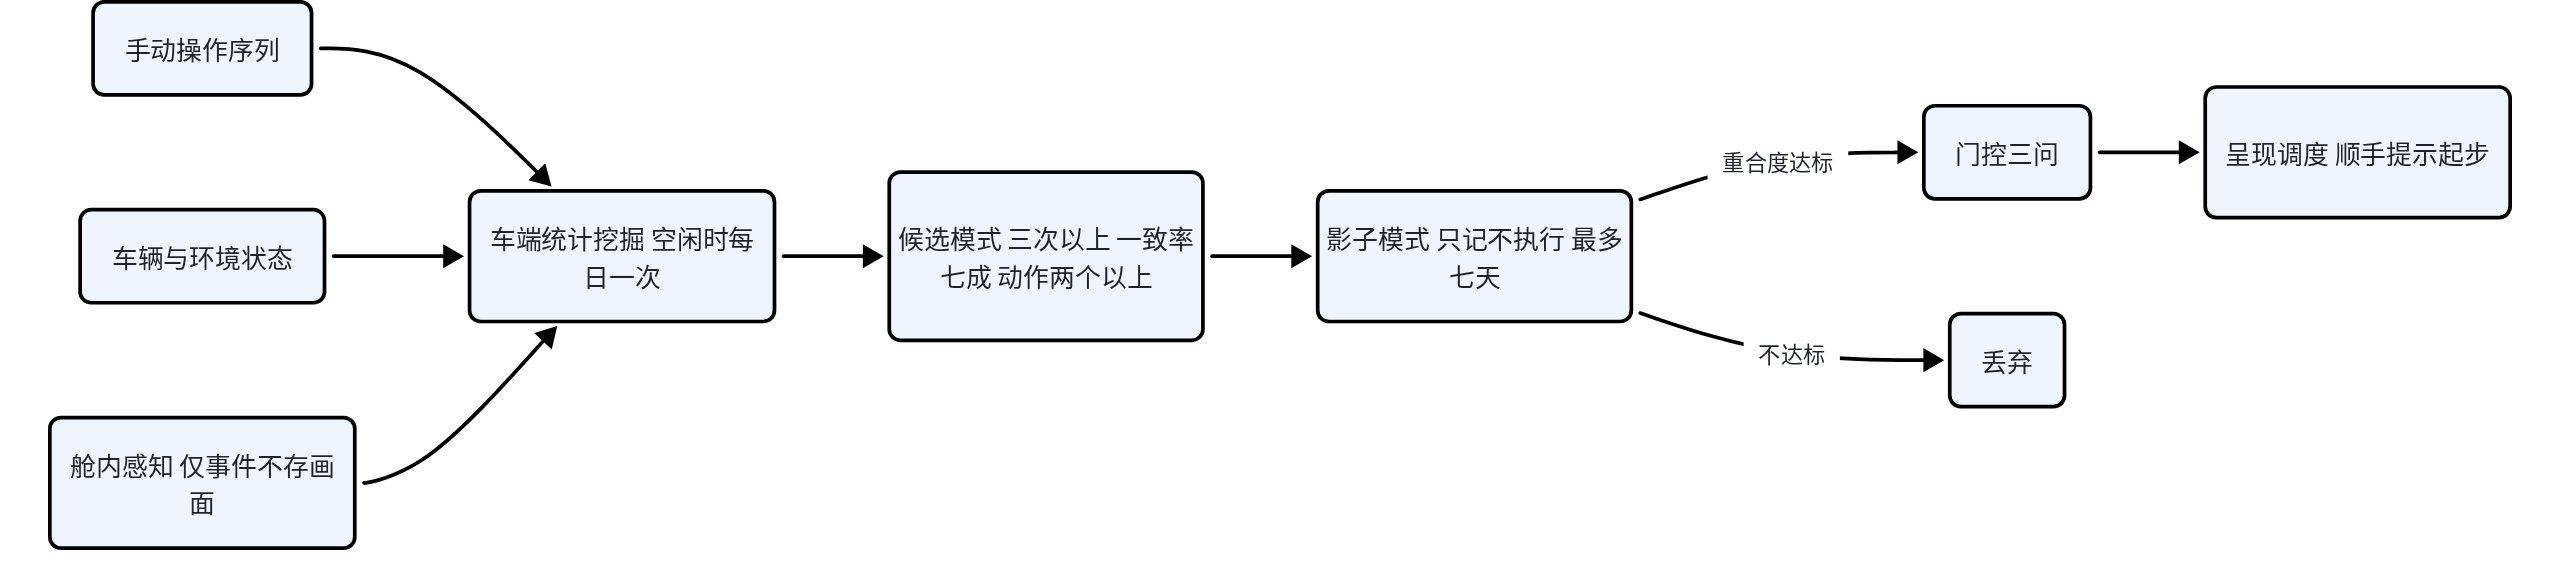 手动操作序列
车辆与环境状态
舱内感知 仅事件不存画
面
车端统计挖掘 空闲时每
日一次
候选模式 三次以上 一致率
七成 动作两个以上
影子模式 只记不执行 最多
七天
重合度达标
不达标
门控三问
丢弃
呈现调度 顺手提示起步